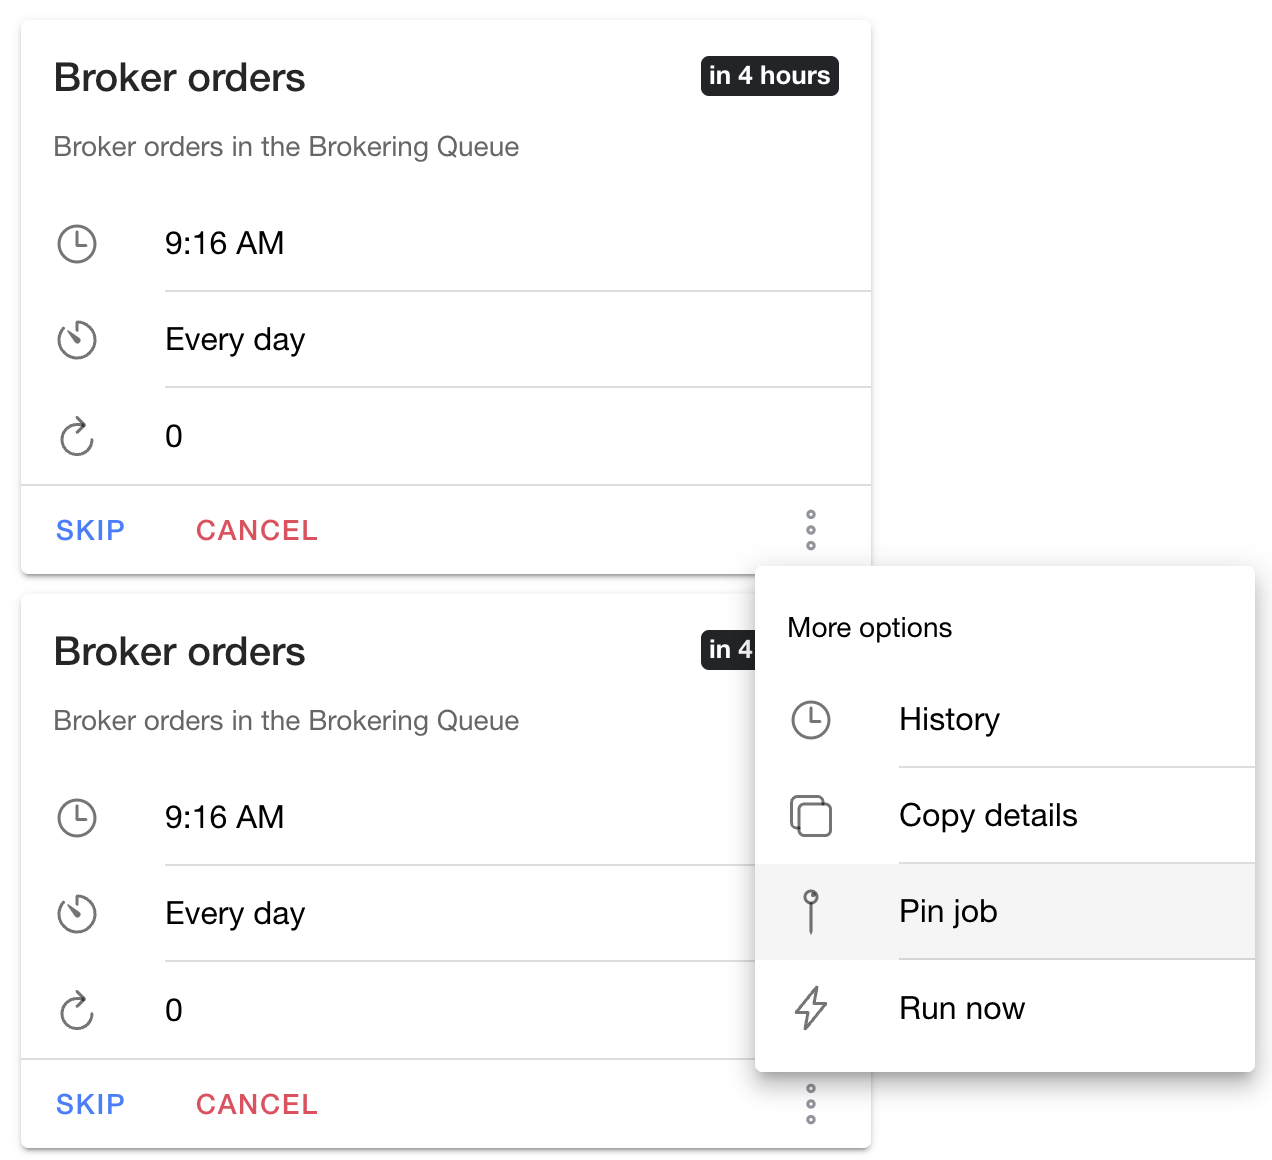 Broker orders
in 4 hours
Broker orders in the Brokering Queue
9:16 AM
Every day
0
SKIP
CANCEL
Broker orders
in 4
Broker orders in the Brokering Queue
9:16 AM
Every day
0
SKIP
CANCEL
More options
History
Copy details
Pin job
Run now